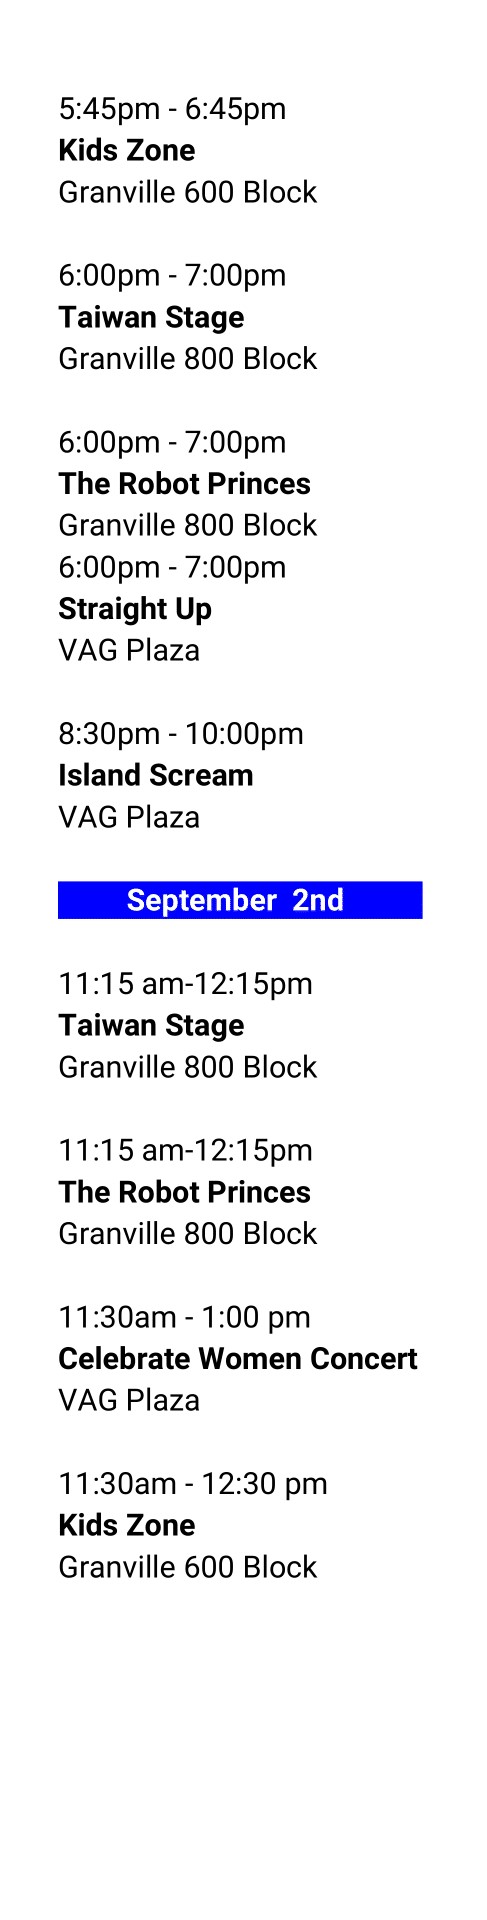 5:45pm - 6:45pm
Kids Zone
Granville 600 Block
6:00pm - 7:00pm
Taiwan Stage
Granville 800 Block
6:00pm - 7:00pm
The Robot Princes
Granville 800 Block
6:00pm - 7:00pm
Straight Up
VAG Plaza
8:30pm - 10:00pm
Island Scream
VAG Plaza
September 2nd
11:15 am-12:15pm
Taiwan Stage
Granville 800 Block
11:15 am-12:15pm
The Robot Princes
Granville 800 Block
11:30am - 1:00 pm
Celebrate Women Concert
VAG Plaza
11:30am - 12:30 pm
Kids Zone
Granville 600 Block